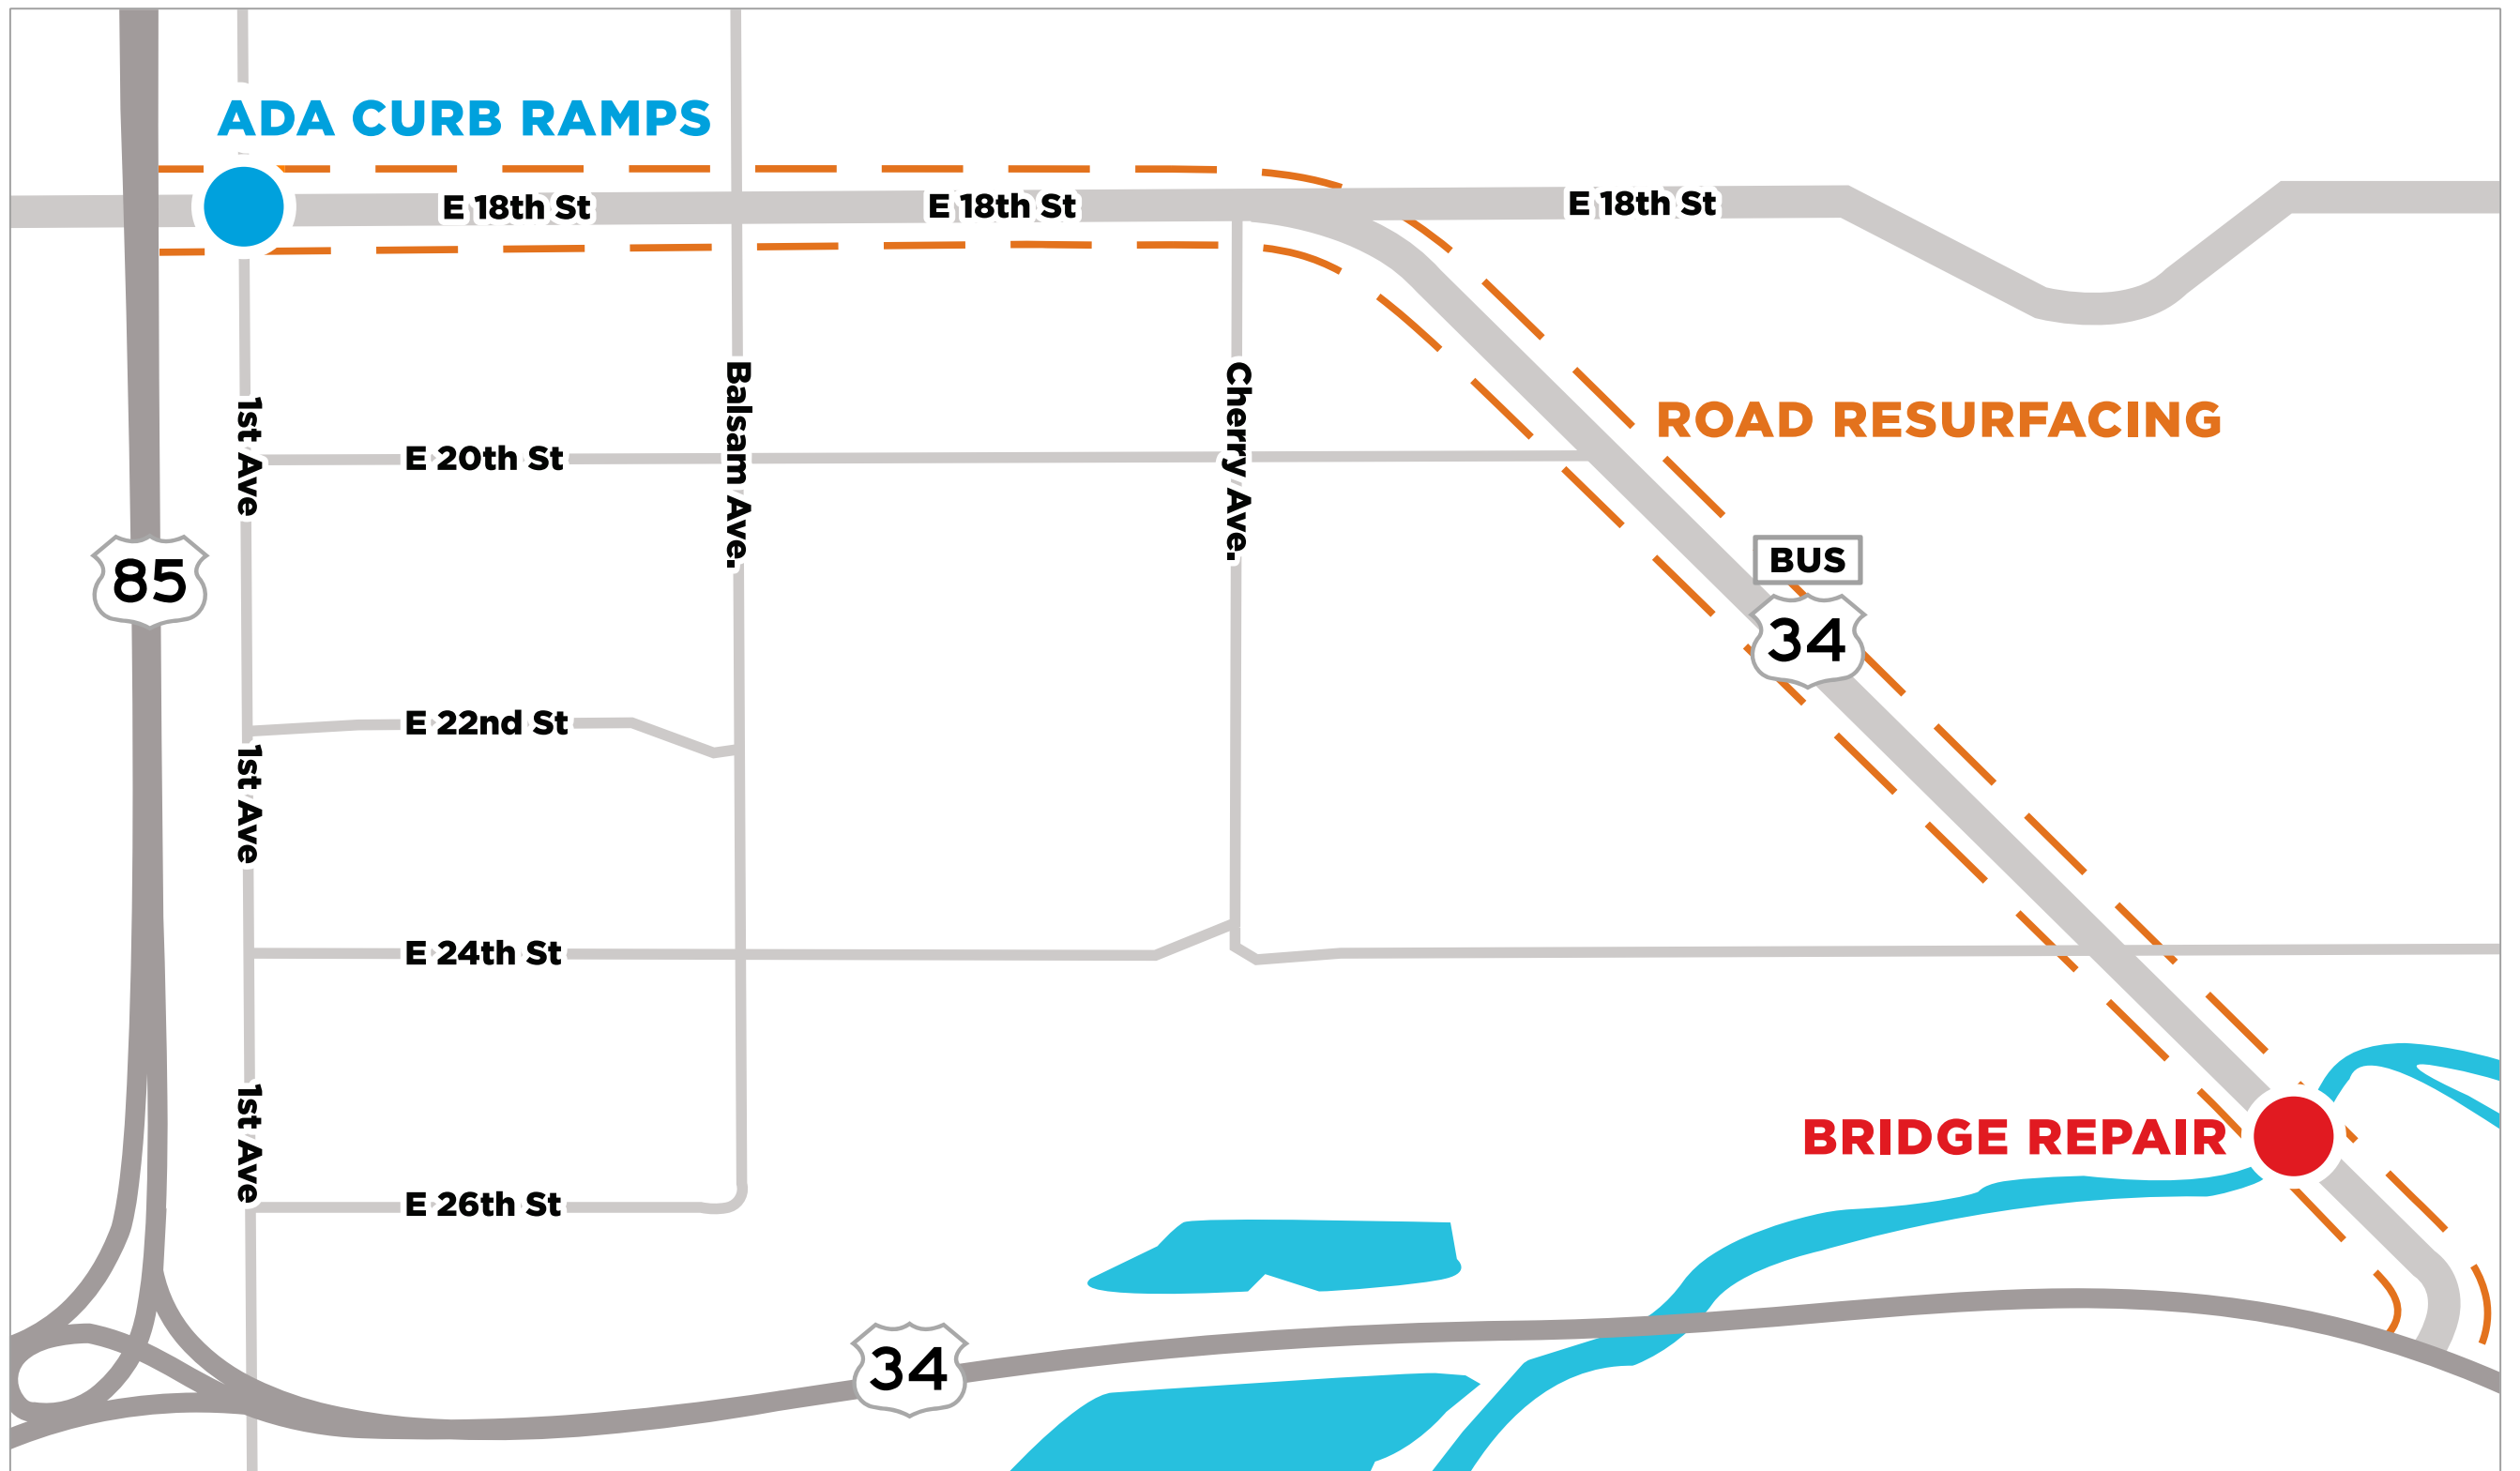 ADA CURB RAMPS
E 18th St
E 18th St
E 18th St
1st Ave
Balsam Ave.
Cherry Ave.
ROAD RESURFACING
E 20th St
85
BUS
34
E 22nd St
1st Ave
E 24th St
1st Ave
BRIDGE REPAIR
E 26th St
34